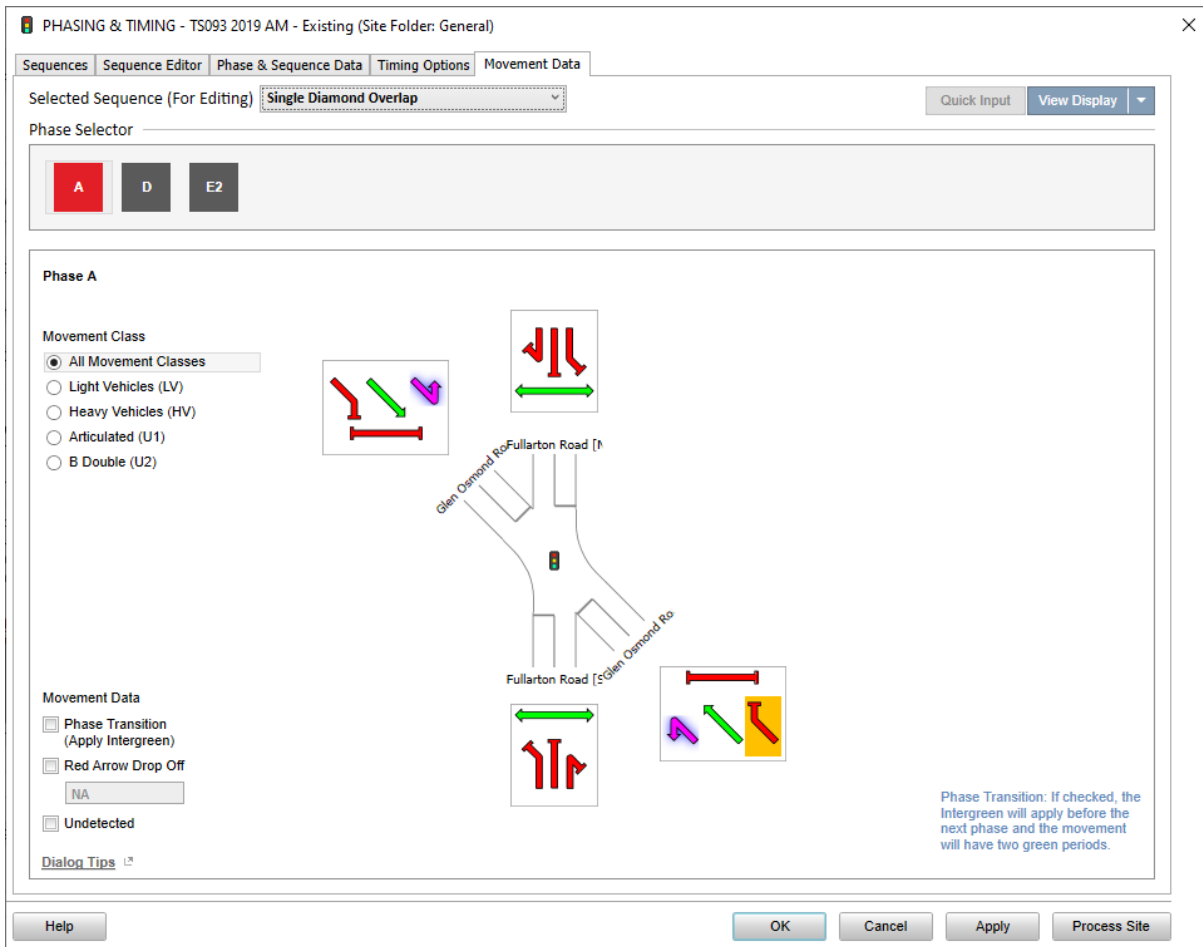 PHASING & TIMING - TS093 2019 AM - Existing (Site Folder: General)
Sequences Sequence Editor Phase & Sequence Data Timing Options Movement Data
Selected Sequence (For Editing) Single Diamond Overlap
Quick Input View Display
Phase Selector
A D E2
Phase A
Movement Class
All Movement Classes
Light Vehicles (LV)
Heavy Vehicles (HV)
Articulated (U1)
B Double (U2)
Fullarton Road [N
Glen Osmond Ro
Glen Osmond Ro
Fullarton Road [S
Movement Data
Phase Transition
(Apply Intergreen)
Red Arrow Drop Off
NA
Undetected
Dialog Tips
Phase Transition: If checked, the
Intergreen will apply before the
next phase and the movement
will have two green periods.
Help OK Cancel Apply Process Site